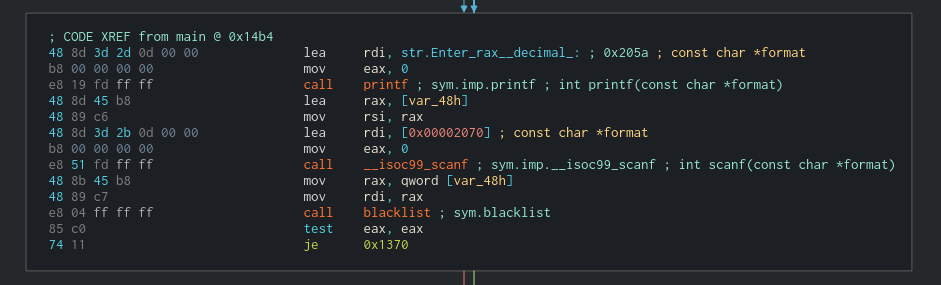 ; CODE XREF from main @ 0x14b4
48 8d 3d 2d 0d 00 00 lea rdi, str.Enter_rax__decimal_: ; 0x205a ; const char *format
b8 00 00 00 00 mov eax, 0
e8 19 fd ff ff call printf ; sym.imp.printf ; int printf(const char *format)
48 8d 45 b8 lea rax, [var_48h]
48 89 c6 mov rsi, rax
48 8d 3d 2b 0d 00 00 lea rdi, [0x00002070] ; const char *format
b8 00 00 00 00 mov eax, 0
e8 51 fd ff ff call __isoc99_scanf ; sym.imp.__isoc99_scanf ; int scanf(const char *format)
48 8b 45 b8 mov rax, qword [var_48h]
48 89 c7 mov rdi, rax
e8 04 ff ff ff call blacklist ; sym.blacklist
85 c0 test eax, eax
74 11 je 0x1370